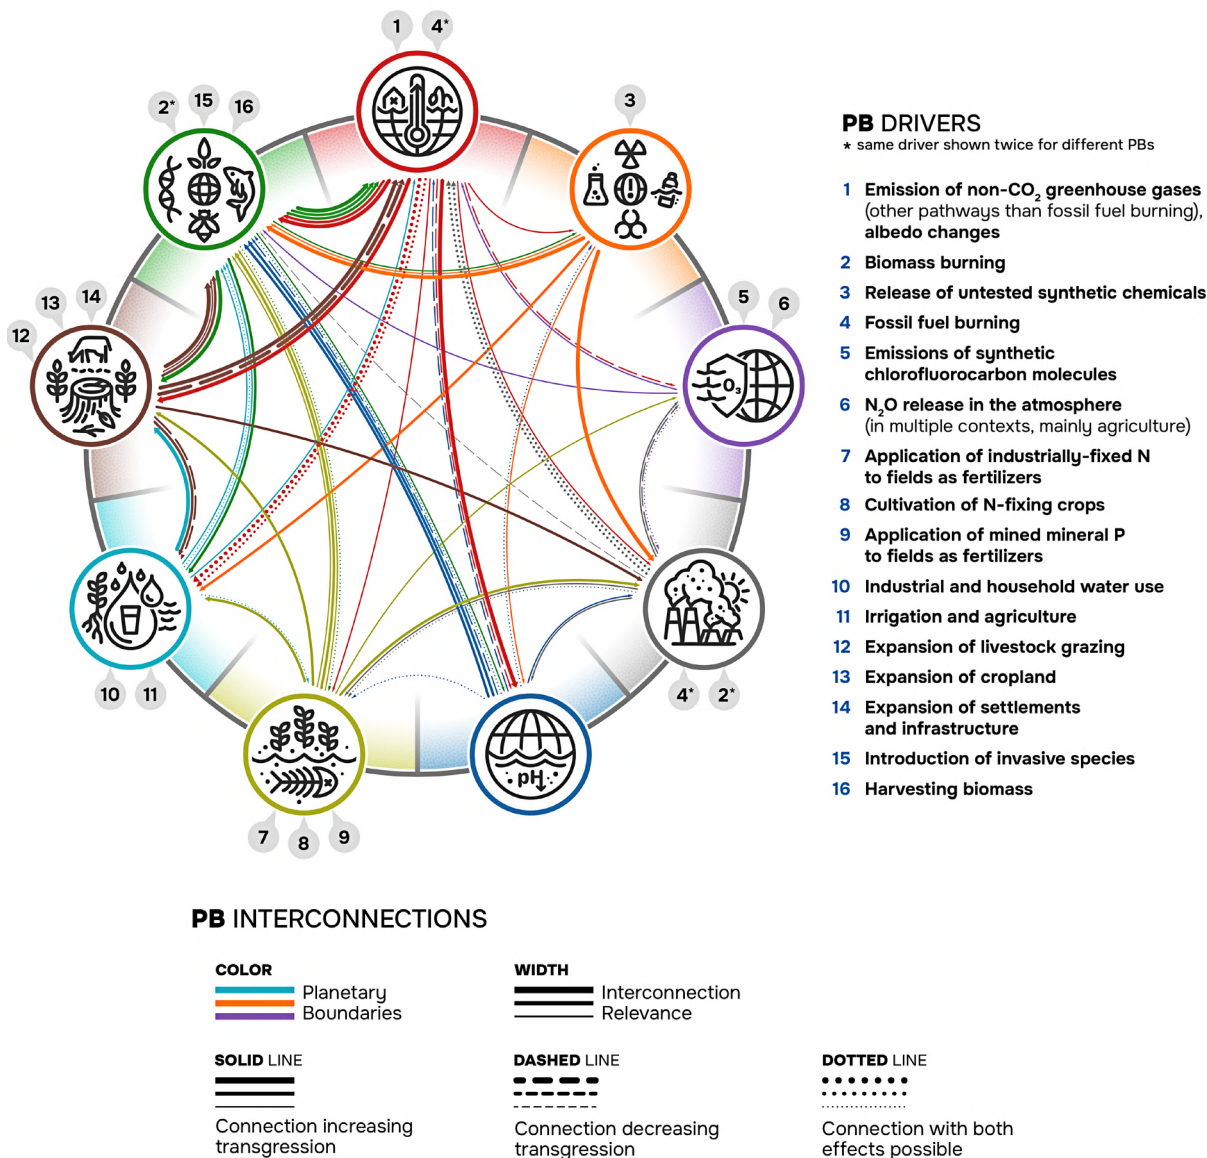 1
4*
2*
15
16
3
13
14
12
5
6
O₃
10
11
4*
2*
pH
7
8
9
PB DRIVERS
* same driver shown twice for different PBs
1 Emission of non-CO₂ greenhouse gases
(other pathways than fossil fuel burning),
albedo changes
2 Biomass burning
3 Release of untested synthetic chemicals
4 Fossil fuel burning
5 Emissions of synthetic
chlorofluorocarbon molecules
6 N₂O release in the atmosphere
(in multiple contexts, mainly agriculture)
7 Application of industrially-fixed N
to fields as fertilizers
8 Cultivation of N-fixing crops
9 Application of mined mineral P
to fields as fertilizers
10 Industrial and household water use
11 Irrigation and agriculture
12 Expansion of livestock grazing
13 Expansion of cropland
14 Expansion of settlements
and infrastructure
15 Introduction of invasive species
16 Harvesting biomass
PB INTERCONNECTIONS
COLOR
Planetary
Boundaries
WIDTH
Interconnection
Relevance
SOLID LINE
Connection increasing
transgression
DASHED LINE
Connection decreasing
transgression
DOTTED LINE
Connection with both
effects possible